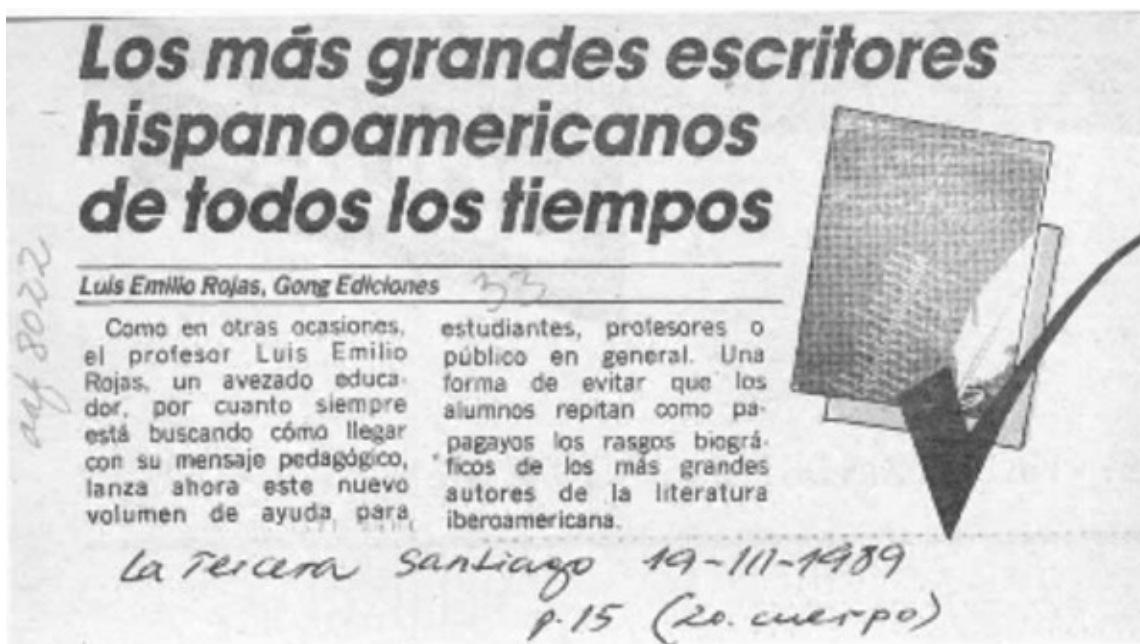 Los más grandes escritores
hispanoamericanos
de todos los tiempos
Luis Emilio Rojas, Gong Ediciones
33
Como en otras ocasiones,
el profesor Luis Emilio
Rojas, un avezado educa-
dor, por cuanto siempre
está buscando cómo llegar
con su mensaje pedagógico,
lanza ahora este nuevo
volumen de ayuda para
estudiantes, profesores o
público en general. Una
forma de evitar que los
alumnos repitan como pa-
pagayos los rasgos biográ-
ficos de los más grandes
autores de la literatura
iberoamericana.
La Tercera Santiago 19-III-1989
p.15 (2o. cuerpo)
8022